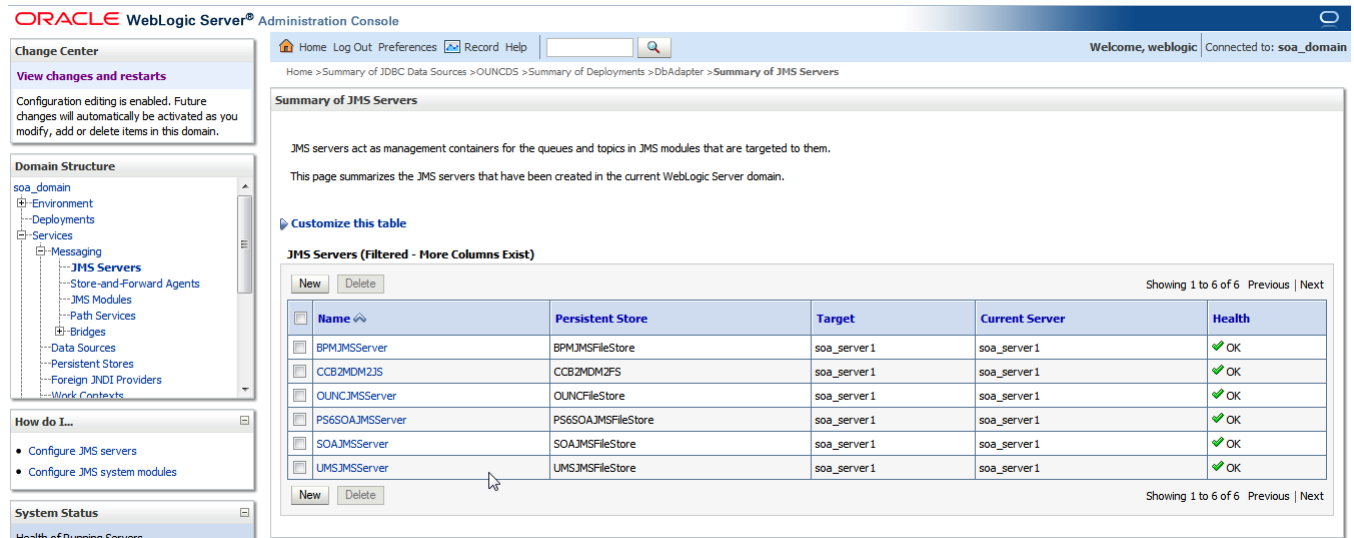 ORACLE WebLogic Server® Administration Console
Change Center
View changes and restarts
Configuration editing is enabled. Future
changes will automatically be activated as you
modify, add or delete items in this domain.
Domain Structure
soa_domain
Environment
Deployments
Services
Messaging
JMS Servers
Store-and-Forward Agents
JMS Modules
Path Services
Bridges
Data Sources
Persistent Stores
Foreign JNDI Providers
Work Contexts
How do I...
Configure JMS servers
Configure JMS system modules
System Status
Health of Running Servers
Home Log Out Preferences Record Help
Welcome, weblogic Connected to: soa_domain
Home >Summary of JDBC Data Sources >OUNCDS >Summary of Deployments >DbAdapter >Summary of JMS Servers
Summary of JMS Servers
JMS servers act as management containers for the queues and topics in JMS modules that are targeted to them.
This page summarizes the JMS servers that have been created in the current WebLogic Server domain.
Customize this table
JMS Servers (Filtered - More Columns Exist)
New Delete Showing 1 to 6 of 6 Previous | Next
Name Persistent Store Target Current Server Health
BPMJMSServer BPMJMSFileStore soa_server1 soa_server1 OK
CCB2MDM2JS CCB2MDM2FS soa_server1 soa_server1 OK
OUNCJMSServer OUNCFileStore soa_server1 soa_server1 OK
PS6SOAJMSServer PS6SOAJMSFileStore soa_server1 soa_server1 OK
SOAJMSServer SOAJMSFileStore soa_server1 soa_server1 OK
UMSJMSServer UMSJMSFileStore soa_server1 soa_server1 OK
New Delete Showing 1 to 6 of 6 Previous | Next